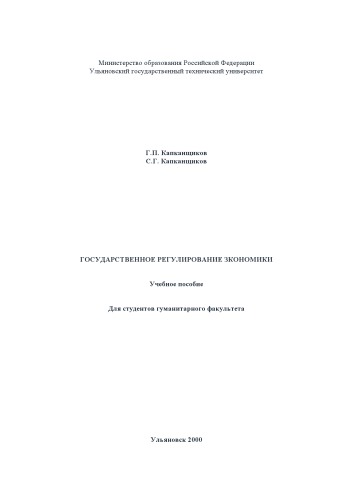 Министерство образования Российской Федерации
Ульяновский государственный технический университет
Г.П. Капканщиков
С.Г. Капканщиков
ГОСУДАРСТВЕННОЕ РЕГУЛИРОВАНИЕ ЭКОНОМИКИ
Учебное пособие
Для студентов гуманитарного факультета
Ульяновск 2000